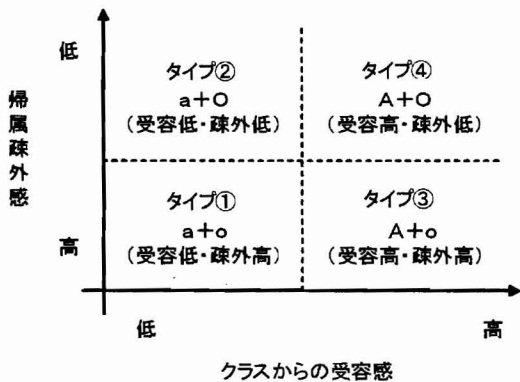 低
帰属疎外感
高
タイプ②
a+O
(受容低・疎外低)
タイプ④
A+O
(受容高・疎外低)
タイプ①
a+o
(受容低・疎外高)
タイプ③
A+o
(受容高・疎外高)
低
高
クラスからの受容感